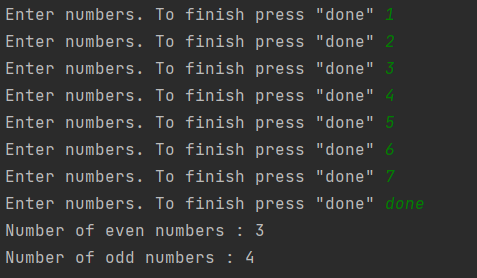 Enter numbers. To finish press "done" 1
Enter numbers. To finish press "done" 2
Enter numbers. To finish press "done" 3
Enter numbers. To finish press "done" 4
Enter numbers. To finish press "done" 5
Enter numbers. To finish press "done" 6
Enter numbers. To finish press "done" 7
Enter numbers. To finish press "done" done
Number of even numbers : 3
Number of odd numbers : 4